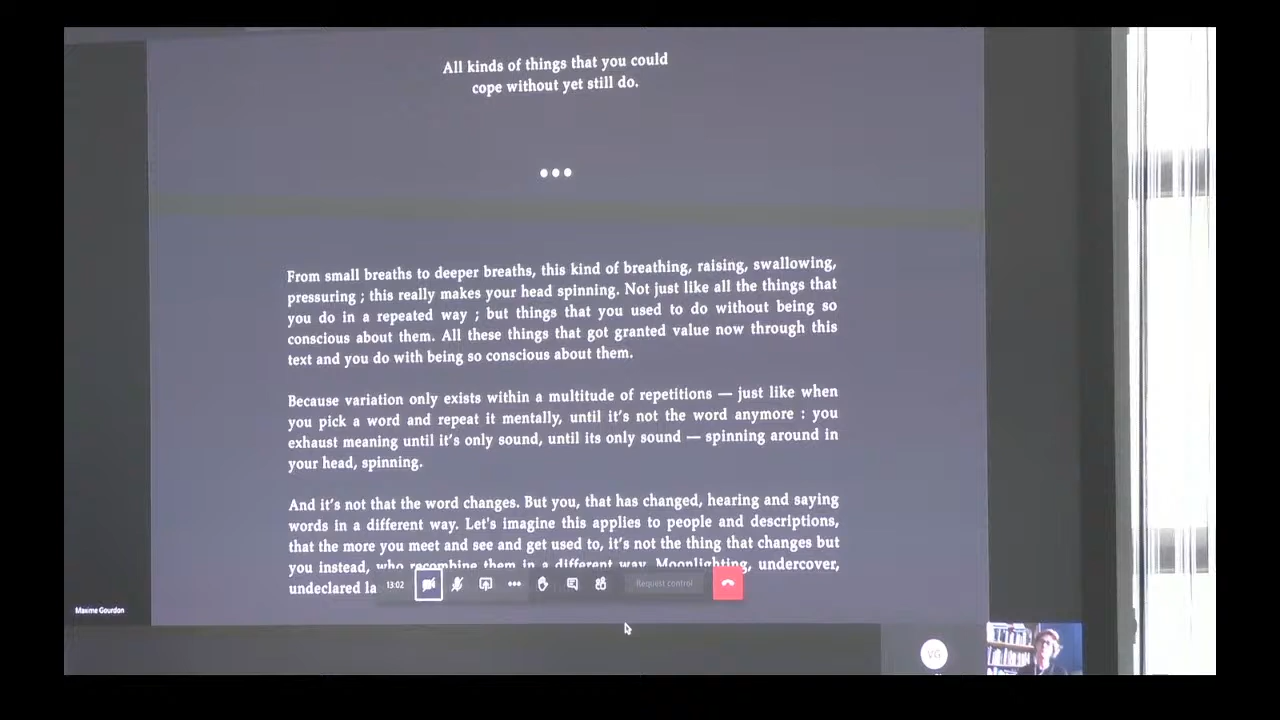 All kinds of things that you could
cope without yet still do.
•••
From small breaths to deeper breaths, this kind of breathing, raising, swallowing,
pressuring ; this really makes your head spinning. Not just like all the things that
you do in a repeated way ; but things that you used to do without being so
conscious about them. All these things that got granted value now through this
text and you do with being so conscious about them.
Because variation only exists within a multitude of repetitions — just like when
you pick a word and repeat it mentally, until it's not the word anymore : you
exhaust meaning until it's only sound, until its only sound — spinning around in
your head, spinning.
And it's not that the word changes. But you, that has changed, hearing and saying
words in a different way. Let's imagine this applies to people and descriptions,
that the more you meet and see and get used to, it's not the thing that changes but
you instead, who recombine them in a different way. Moonlighting, undercover,
undeclared la
13:02
Request control
Maxime Gourdon
VG